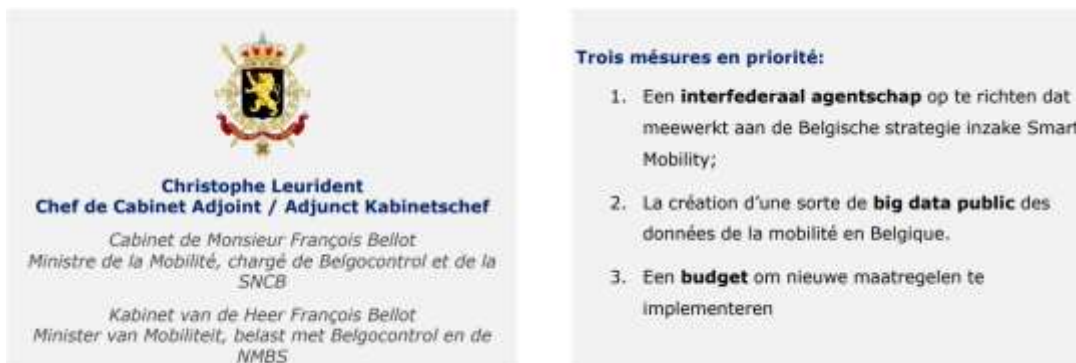 Christophe Leurident
Chef de Cabinet Adjoint / Adjunct Kabinetschef
Cabinet de Monsieur François Bellot
Ministre de la Mobilité, chargé de Belgocontrol et de la
SNCB
Kabinet van de Heer François Bellot
Minister van Mobiliteit, belast met Belgocontrol en de
NMBS
Trois mésures en priorité:
1. Een interfederaal agentschap op te richten dat
meewerkt aan de Belgische strategie inzake Smart
Mobility;
2. La création d'une sorte de big data public des
données de la mobilité en Belgique.
3. Een budget om nieuwe maatregelen te
implementeren